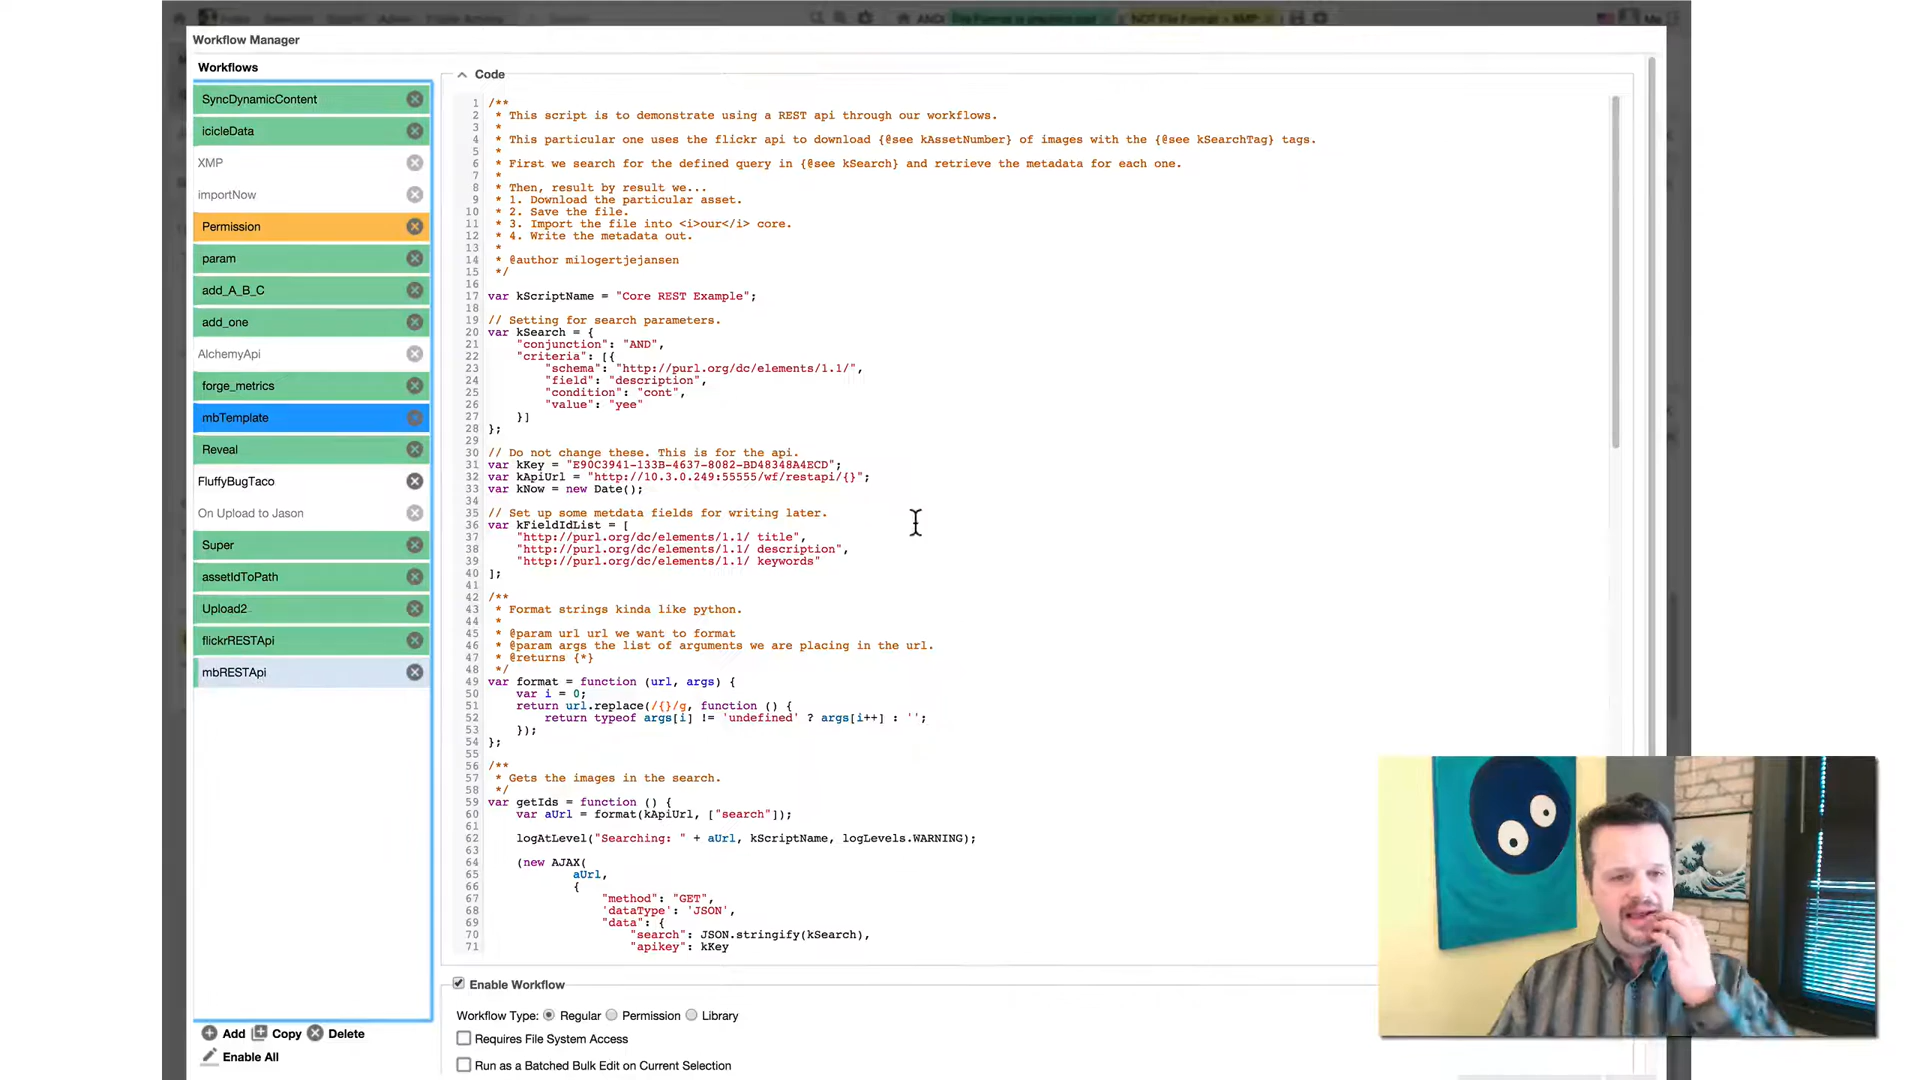 AND(
NOT File Format = XMP
Workflow Manager
Workflows
SyncDynamicContent
icicleData
XMP
importNow
Permission
param
add_A_B_C
add_one
AlchemyApi
forge_metrics
mbTemplate
Reveal
FluffyBugTaco
On Upload to Jason
Super
assetIdToPath
Upload2
flickrRESTApi
mbRESTApi
Add Copy Delete
Enable All
Code
1 /**
2 * This script is to demonstrate using a REST api through our workflows.
3 *
4 * This particular one uses the flickr api to download {@see kAssetNumber} of images with the {@see kSearchTag} tags.
5 *
6 * First we search for the defined query in {@see kSearch} and retrieve the metadata for each one.
7 *
8 * Then, result by result we...
9 * 1. Download the particular asset.
10 * 2. Save the file.
11 * 3. Import the file into <i>our</i> core.
12 * 4. Write the metadata out.
13 *
14 * @author milogertjejansen
15 */
16
17 var kScriptName = "Core REST Example";
18
19 // Setting for search parameters.
20 var kSearch = {
21 "conjunction": "AND",
22 "criteria": [{
23 "schema": "http://purl.org/dc/elements/1.1/",
24 "field": "description",
25 "condition": "cont",
26 "value": "yee"
27 }]
28 };
29
30 // Do not change these. This is for the api.
31 var kKey = "E90C3941-133B-4637-8082-BD48348A4ECD";
32 var kApiUrl = "http://10.3.0.249:55555/wf/restapi/{}";
33 var kNow = new Date();
34
35 // Set up some metdata fields for writing later.
36 var kFieldIdList = [
37 "http://purl.org/dc/elements/1.1/ title",
38 "http://purl.org/dc/elements/1.1/ description",
39 "http://purl.org/dc/elements/1.1/ keywords"
40 ];
41
42 /**
43 * Format strings kinda like python.
44 *
45 * @param url url we want to format
46 * @param args the list of arguments we are placing in the url.
47 * @returns {*}
48 */
49 var format = function (url, args) {
50 var i = 0;
51 return url.replace(/{}/g, function () {
52 return typeof args[i] != 'undefined' ? args[i++] : '';
53 });
54 };
55
56 /**
57 * Gets the images in the search.
58 */
59 var getIds = function () {
60 var aUrl = format(kApiUrl, ["search"]);
61
62 logAtLevel("Searching: " + aUrl, kScriptName, logLevels.WARNING);
63
64 (new AJAX(
65 aUrl,
66 {
67 "method": "GET",
68 'dataType': 'JSON',
69 "data": {
70 "search": JSON.stringify(kSearch),
71 "apikey": kKey
Enable Workflow
Workflow Type: Regular Permission Library
Requires File System Access
Run as a Batched Bulk Edit on Current Selection